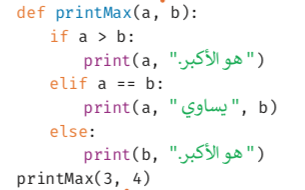 def printMax(a, b):
    if a > b:
        print(a, "هو الأكبر.")
    elif a == b:
        print(a, "يساوي", b)
    else:
        print(b, "هو الأكبر.")
printMax(3, 4)